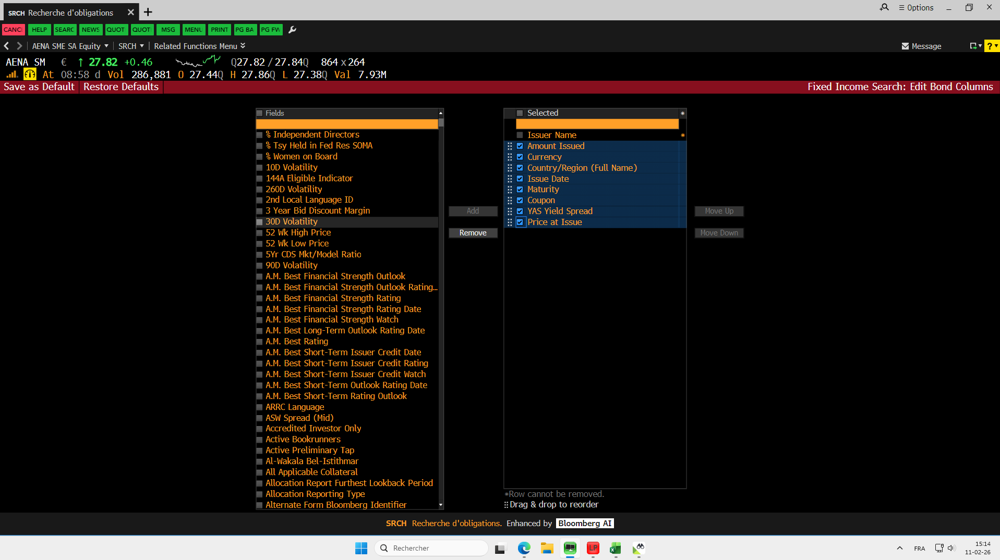 SRCH Recherche d'obligations
Options
CANC HELP SEARC NEWS QUOT QUOT MSG MENU PRINT PG BA PG FW
AENA SME SA Equity SRCH Related Functions Menu Message ?
AENA SM € ↑ 27.82 +0.46 Q27.82 / 27.84Q 864 x 264
At 08:58 d Vol 286,881 O 27.44Q H 27.86Q L 27.38Q Val 7.93M
Save as Default Restore Defaults Fixed Income Search: Edit Bond Columns
Fields
% Independent Directors
% Tsy Held in Fed Res SOMA
% Women on Board
10D Volatility
144A Eligible Indicator
260D Volatility
2nd Local Language ID
3 Year Bid Discount Margin
30D Volatility
52 Wk High Price
52 Wk Low Price
5Yr CDS Mkt/Model Ratio
90D Volatility
A.M. Best Financial Strength Outlook
A.M. Best Financial Strength Outlook Rating...
A.M. Best Financial Strength Rating
A.M. Best Financial Strength Rating Date
A.M. Best Financial Strength Watch
A.M. Best Long-Term Outlook Rating Date
A.M. Best Rating
A.M. Best Short-Term Issuer Credit Date
A.M. Best Short-Term Issuer Credit Rating
A.M. Best Short-Term Issuer Credit Watch
A.M. Best Short-Term Outlook Rating Date
A.M. Best Short-Term Rating Outlook
ARRC Language
ASW Spread (Mid)
Accredited Investor Only
Active Bookrunners
Active Preliminary Tap
Al-Wakala Bel-Istithmar
All Applicable Collateral
Allocation Report Furthest Lookback Period
Allocation Reporting Type
Alternate Form Bloomberg Identifier
Add
Remove
Selected *
Issuer Name *
Amount Issued
Currency
Country/Region (Full Name)
Issue Date
Maturity
Coupon
YAS Yield Spread
Price at Issue
*Row cannot be removed.
Drag & drop to reorder
Move Up
Move Down
SRCH Recherche d'obligations. Enhanced by Bloomberg AI
Rechercher
LP
FRA
15:14
11-02-26